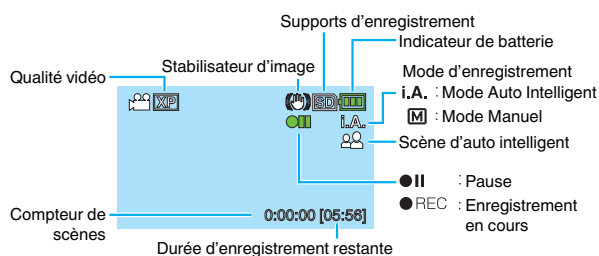 Supports d'enregistrement
Indicateur de batterie
Stabilisateur d'image
Qualité vidéo
Mode d'enregistrement
i.A. : Mode Auto Intelligent
M : Mode Manuel
XP
SD
i.A.
Scène d'auto intelligent
●II : Pause
●REC : Enregistrement
en cours
Compteur de
scènes
0:00:00 [05:56]
Durée d'enregistrement restante